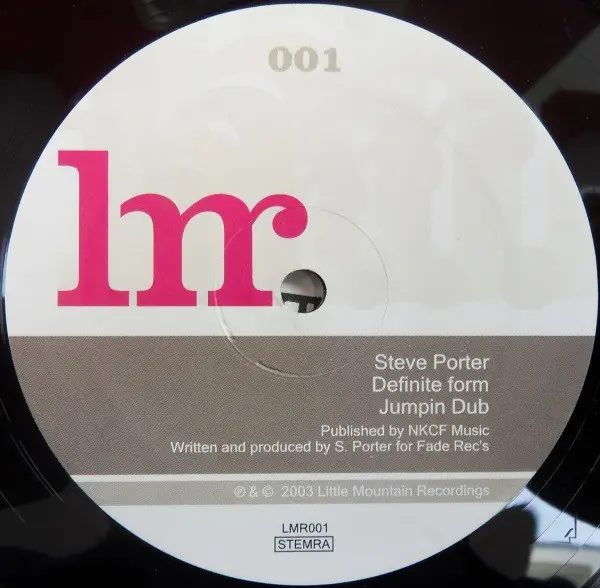 001
lmr
Steve Porter
Definite form
Jumpin Dub
Published by NKCF Music
Written and produced by S. Porter for Fade Rec's
℗ & © 2003 Little Mountain Recordings
LMR001
STEMRA